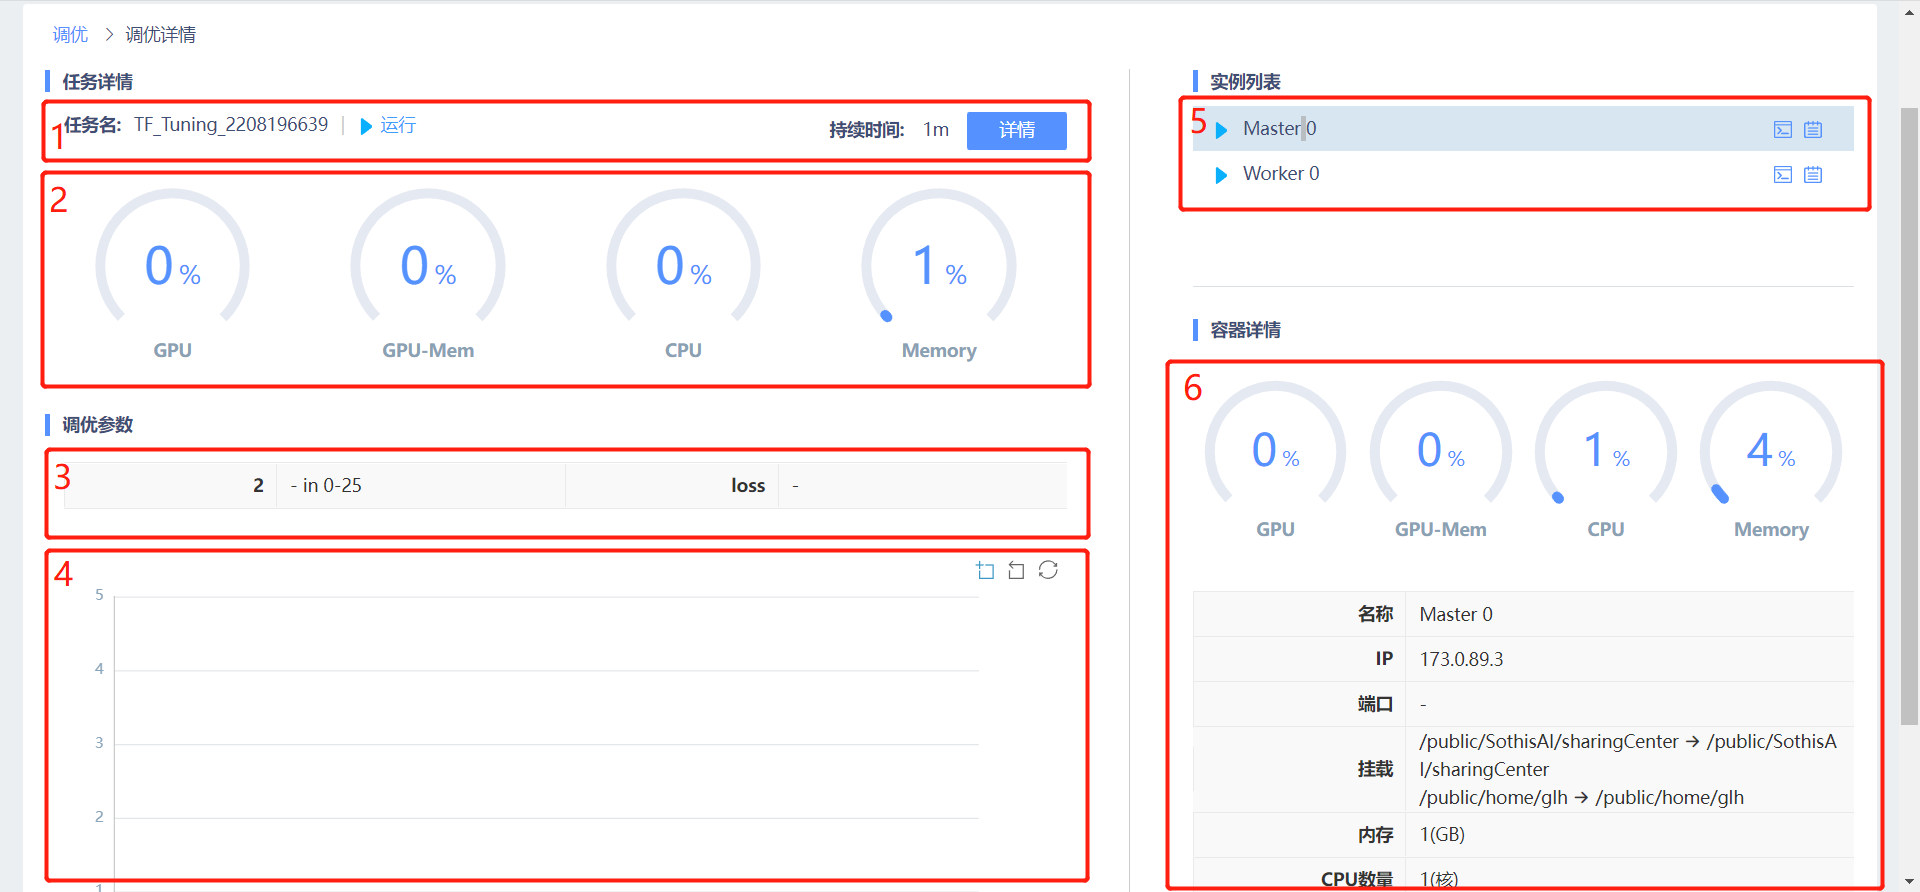 调优 > 调优详情
任务详情
1
任务名: TF_Tuning_2208196639 | 运行
持续时间: 1m 详情
2
0 % 0 % 0 % 1 %
GPU GPU-Mem CPU Memory
调优参数
3
2 - in 0-25 loss -
4
5
4
3
2
1
实例列表
5
Master 0
Worker 0
容器详情
6
0 % 0 % 1 % 4 %
GPU GPU-Mem CPU Memory
名称 Master 0
IP 173.0.89.3
端口 -
挂载 /public/SothisAI/sharingCenter → /public/SothisA
I/sharingCenter
/public/home/glh → /public/home/glh
内存 1(GB)
CPU数量 1(核)